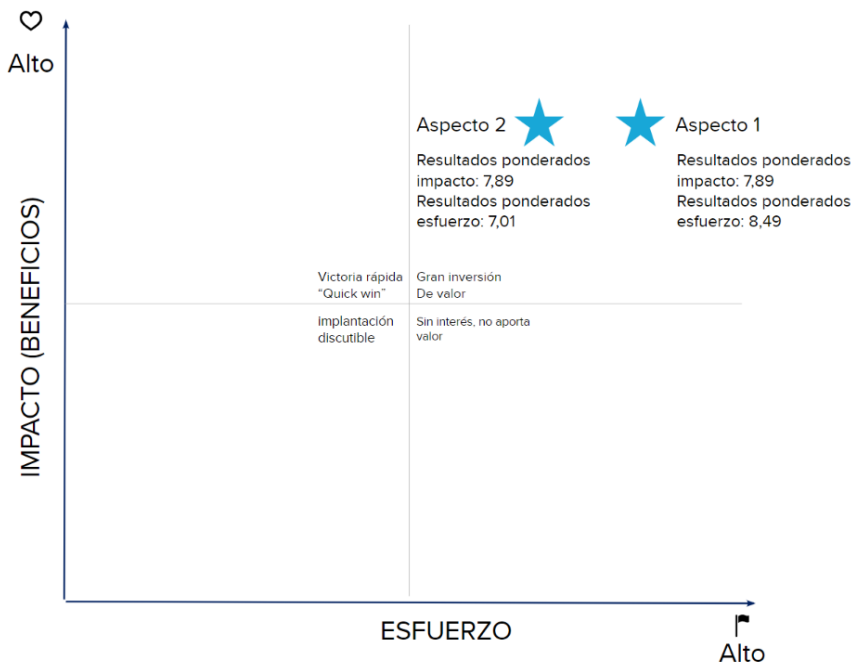 Alto
IMPACTO (BENEFICIOS)
Aspecto 2
Resultados ponderados
impacto: 7,89
Resultados ponderados
esfuerzo: 7,01
Aspecto 1
Resultados ponderados
impacto: 7,89
Resultados ponderados
esfuerzo: 8,49
Victoria rápida
“Quick win”
Gran inversión
De valor
Implantación
discutible
Sin interés, no aporta
valor
ESFUERZO
Alto